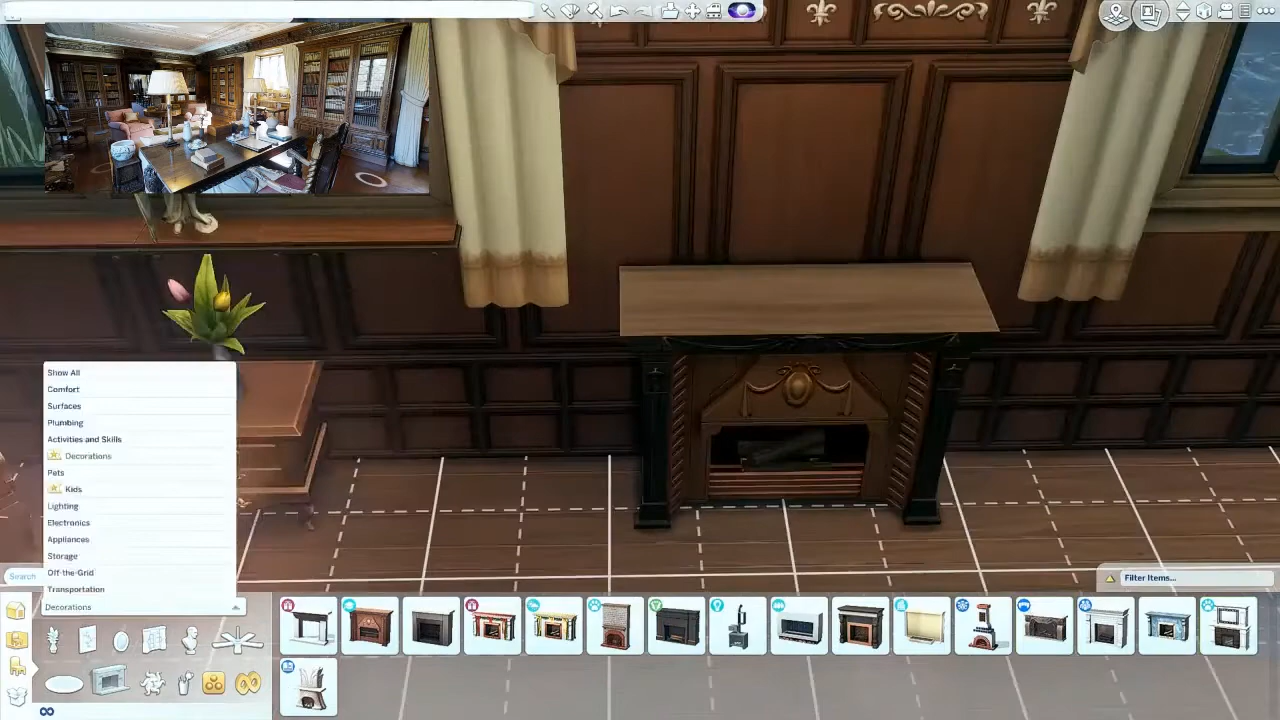 Show All
Comfort
Surfaces
Plumbing
Activities and Skills
Decorations
Pets
Kids
Lighting
Electronics
Appliances
Storage
Off-the-Grid
Transportation
Search
Decorations
Filter Items...